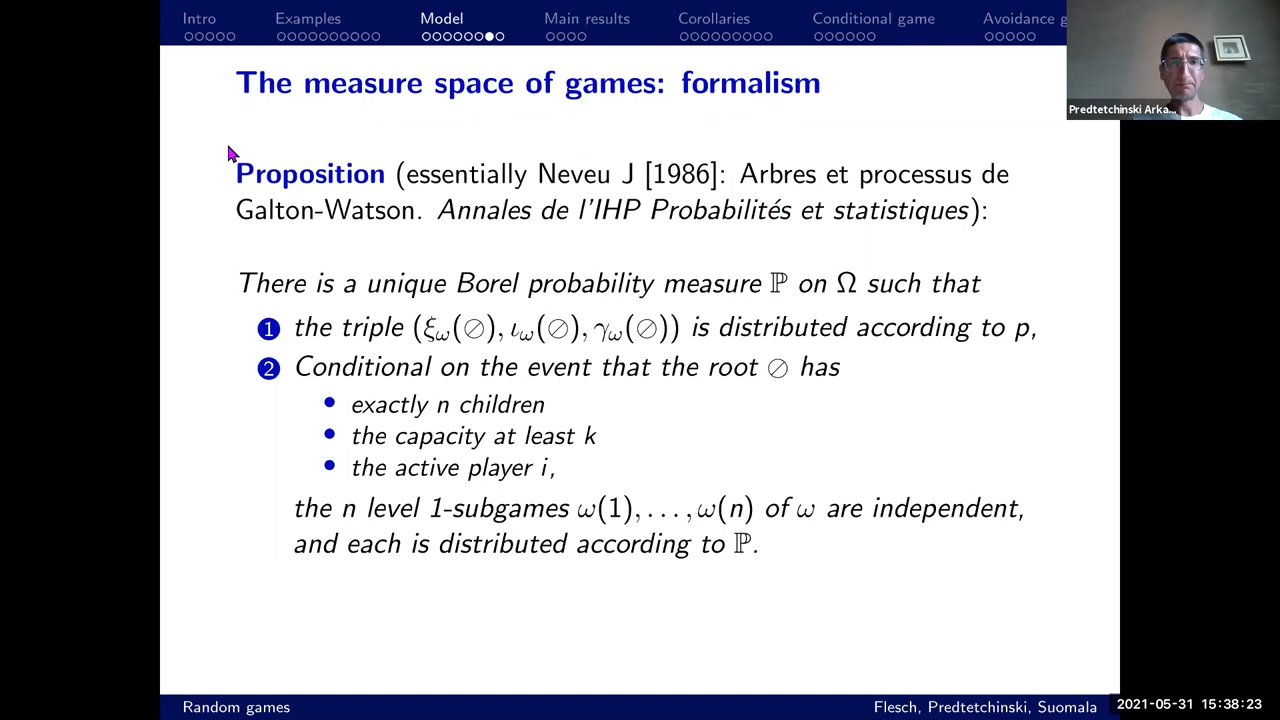 Intro Examples Model Main results Corollaries Conditional game Avoidance g
The measure space of games: formalism
Predtetchinski Arka...
Proposition (essentially Neveu J [1986]: Arbres et processus de
Galton-Watson. Annales de l'IHP Probabilités et statistiques):
There is a unique Borel probability measure ℙ on Ω such that
1 the triple (ξω(⊘), ιω(⊘), γω(⊘)) is distributed according to p,
2 Conditional on the event that the root ⊘ has
• exactly n children
• the capacity at least k
• the active player i,
the n level 1-subgames ω(1), . . . , ω(n) of ω are independent,
and each is distributed according to ℙ.
Random games Flesch, Predtetchinski, Suomala 2021-05-31 15:38:23